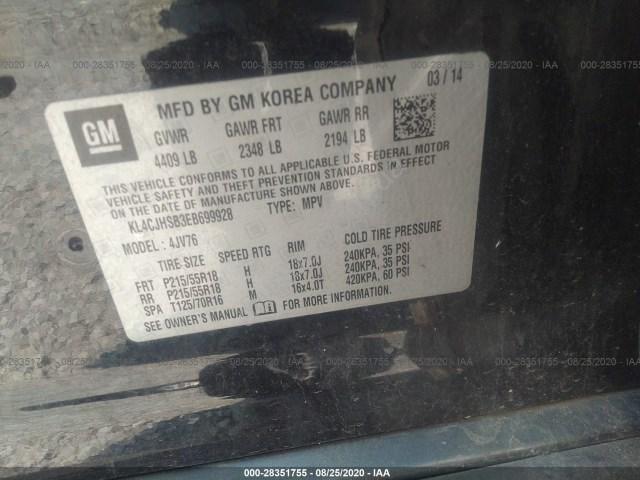 000-28351755 - 08/25/2020 - IAA
GM
MFD BY GM KOREA COMPANY 03/14
GVWR GAWR FRT GAWR RR
4409 LB 2348 LB 2194 LB
THIS VEHICLE CONFORMS TO ALL APPLICABLE U.S. FEDERAL MOTOR
VEHICLE SAFETY AND THEFT PREVENTION STANDARDS IN EFFECT
ON THE DATE OF MANUFACTURE SHOWN ABOVE.
KL4CJHSB3EB699928 TYPE: MPV
MODEL: 4JV76
TIRE-SIZE SPEED RTG RIM COLD TIRE PRESSURE
FRT P215/55R18 H 18x7.0J 240KPA, 35 PSI
RR P215/55R18 H 18x7.0J 240KPA, 35 PSI
SPA T125/70R16 M 16x4.0T 420KPA, 60 PSI
SEE OWNER'S MANUAL FOR MORE INFORMATION.
000-28351755 - 08/25/2020 - IAA